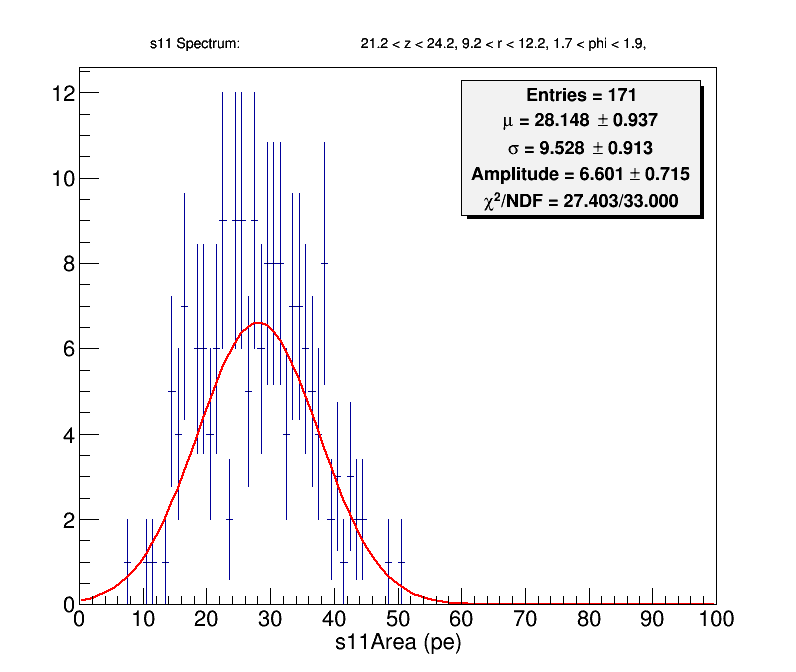 s11 Spectrum: 21.2 < z < 24.2, 9.2 < r < 12.2, 1.7 < phi < 1.9,
Entries = 171
μ = 28.148 ± 0.937
σ = 9.528 ± 0.913
Amplitude = 6.601 ± 0.715
χ²/NDF = 27.403/33.000
12
10
8
6
4
2
0
0 10 20 30 40 50 60 70 80 90 100
s11Area (pe)